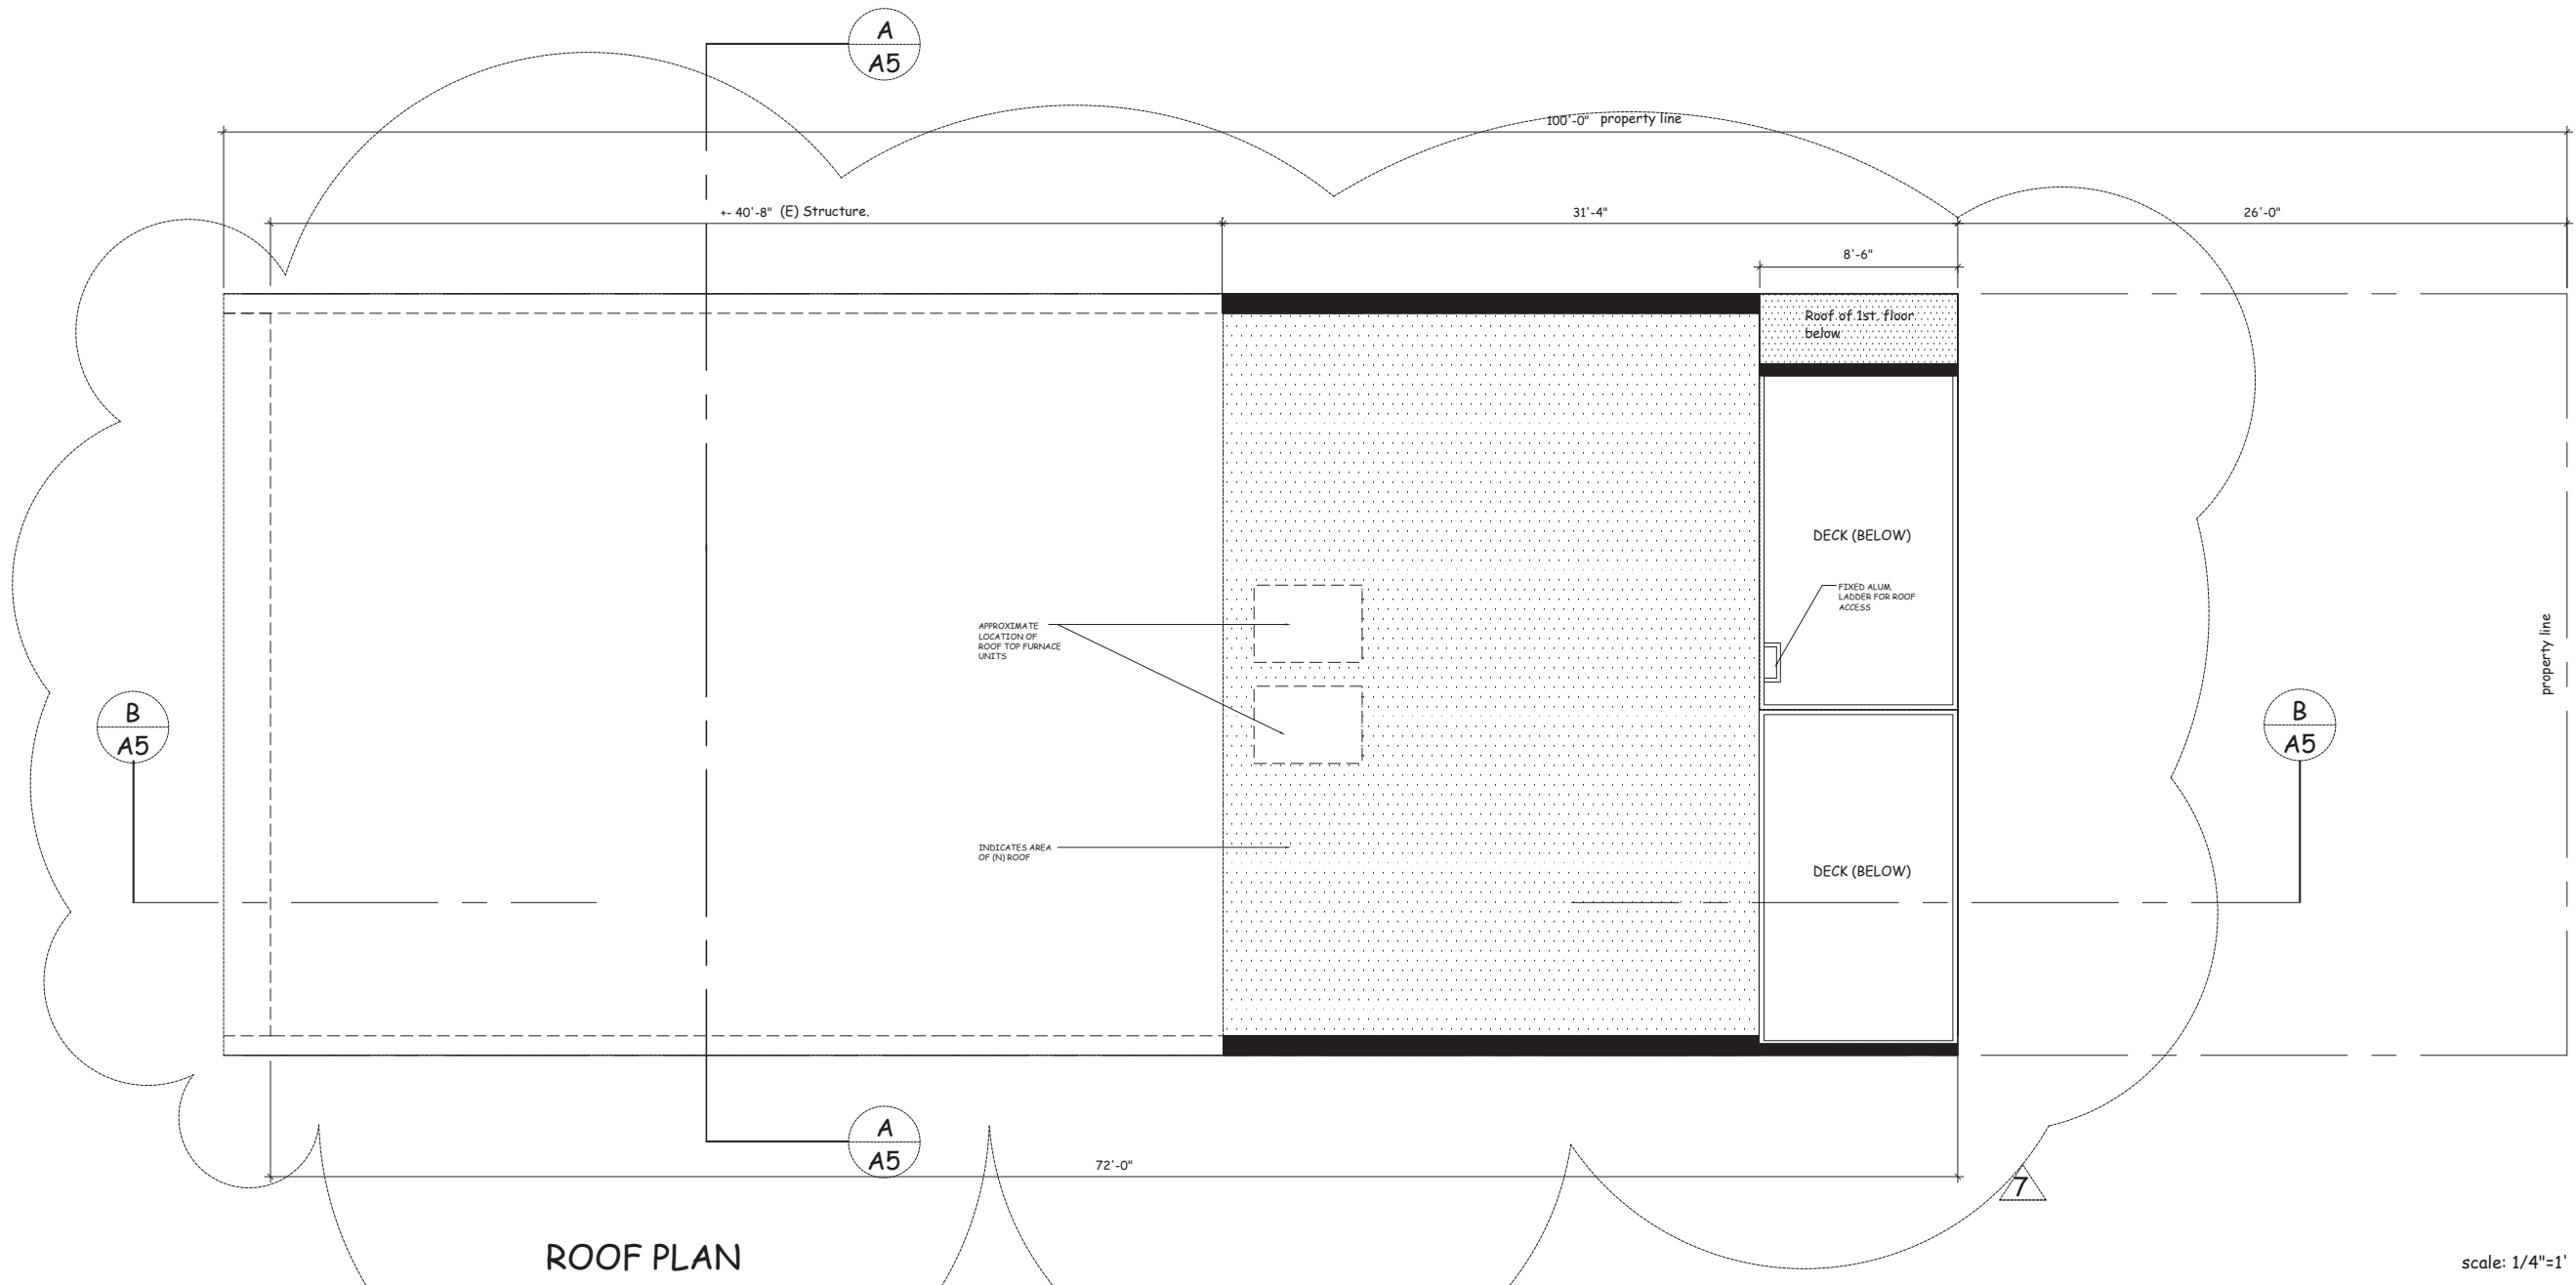 A
A5
100'-0" property line
+- 40'-8" (E) Structure.
31'-4"
26'-0"
8'-6"
Roof of 1st. floor
below
DECK (BELOW)
FIXED ALUM.
LADDER FOR ROOF
ACCESS
APPROXIMATE
LOCATION OF
ROOF TOP FURNACE
UNITS
property line
B
A5
B
A5
INDICATES AREA
OF (N) ROOF
DECK (BELOW)
A
A5
72'-0"
7
ROOF PLAN
scale: 1/4"=1'